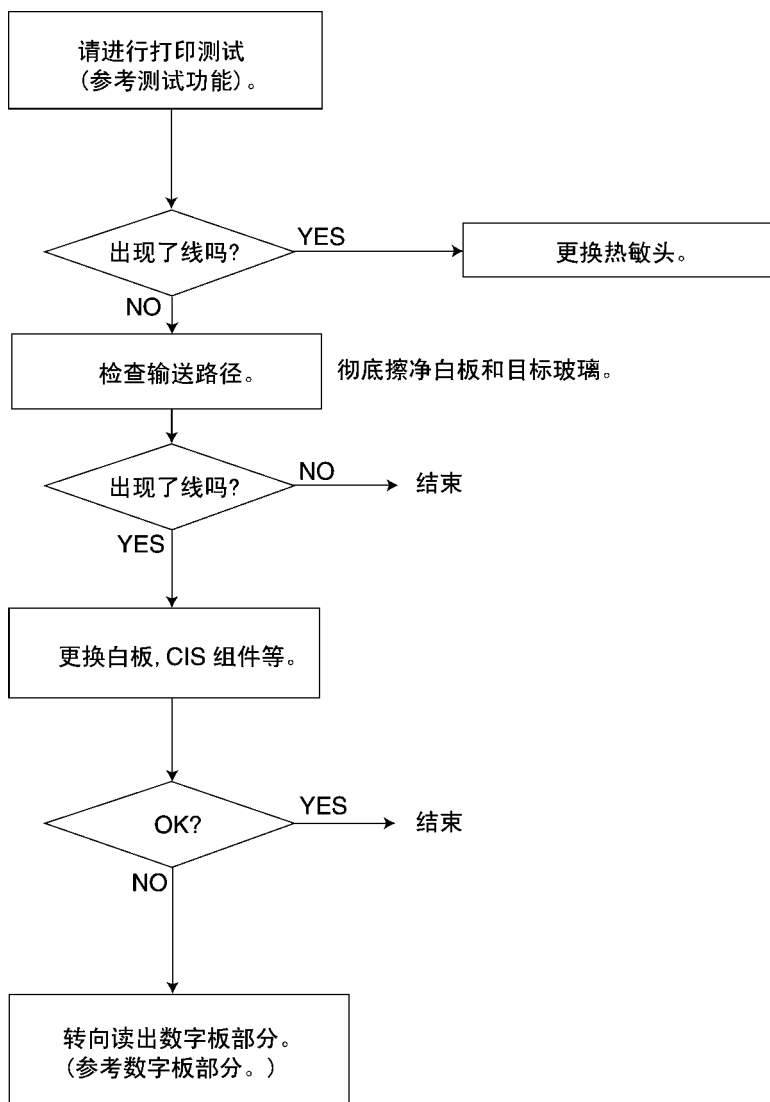 请进行打印测试
(参考测试功能)。
出现了线吗?
YES
更换热敏头。
NO
检查输送路径。
彻底擦净白板和目标玻璃。
出现了线吗?
NO
结束
YES
更换白板, CIS 组件等。
OK?
YES
结束
NO
转向读出数字板部分。
(参考数字板部分。)